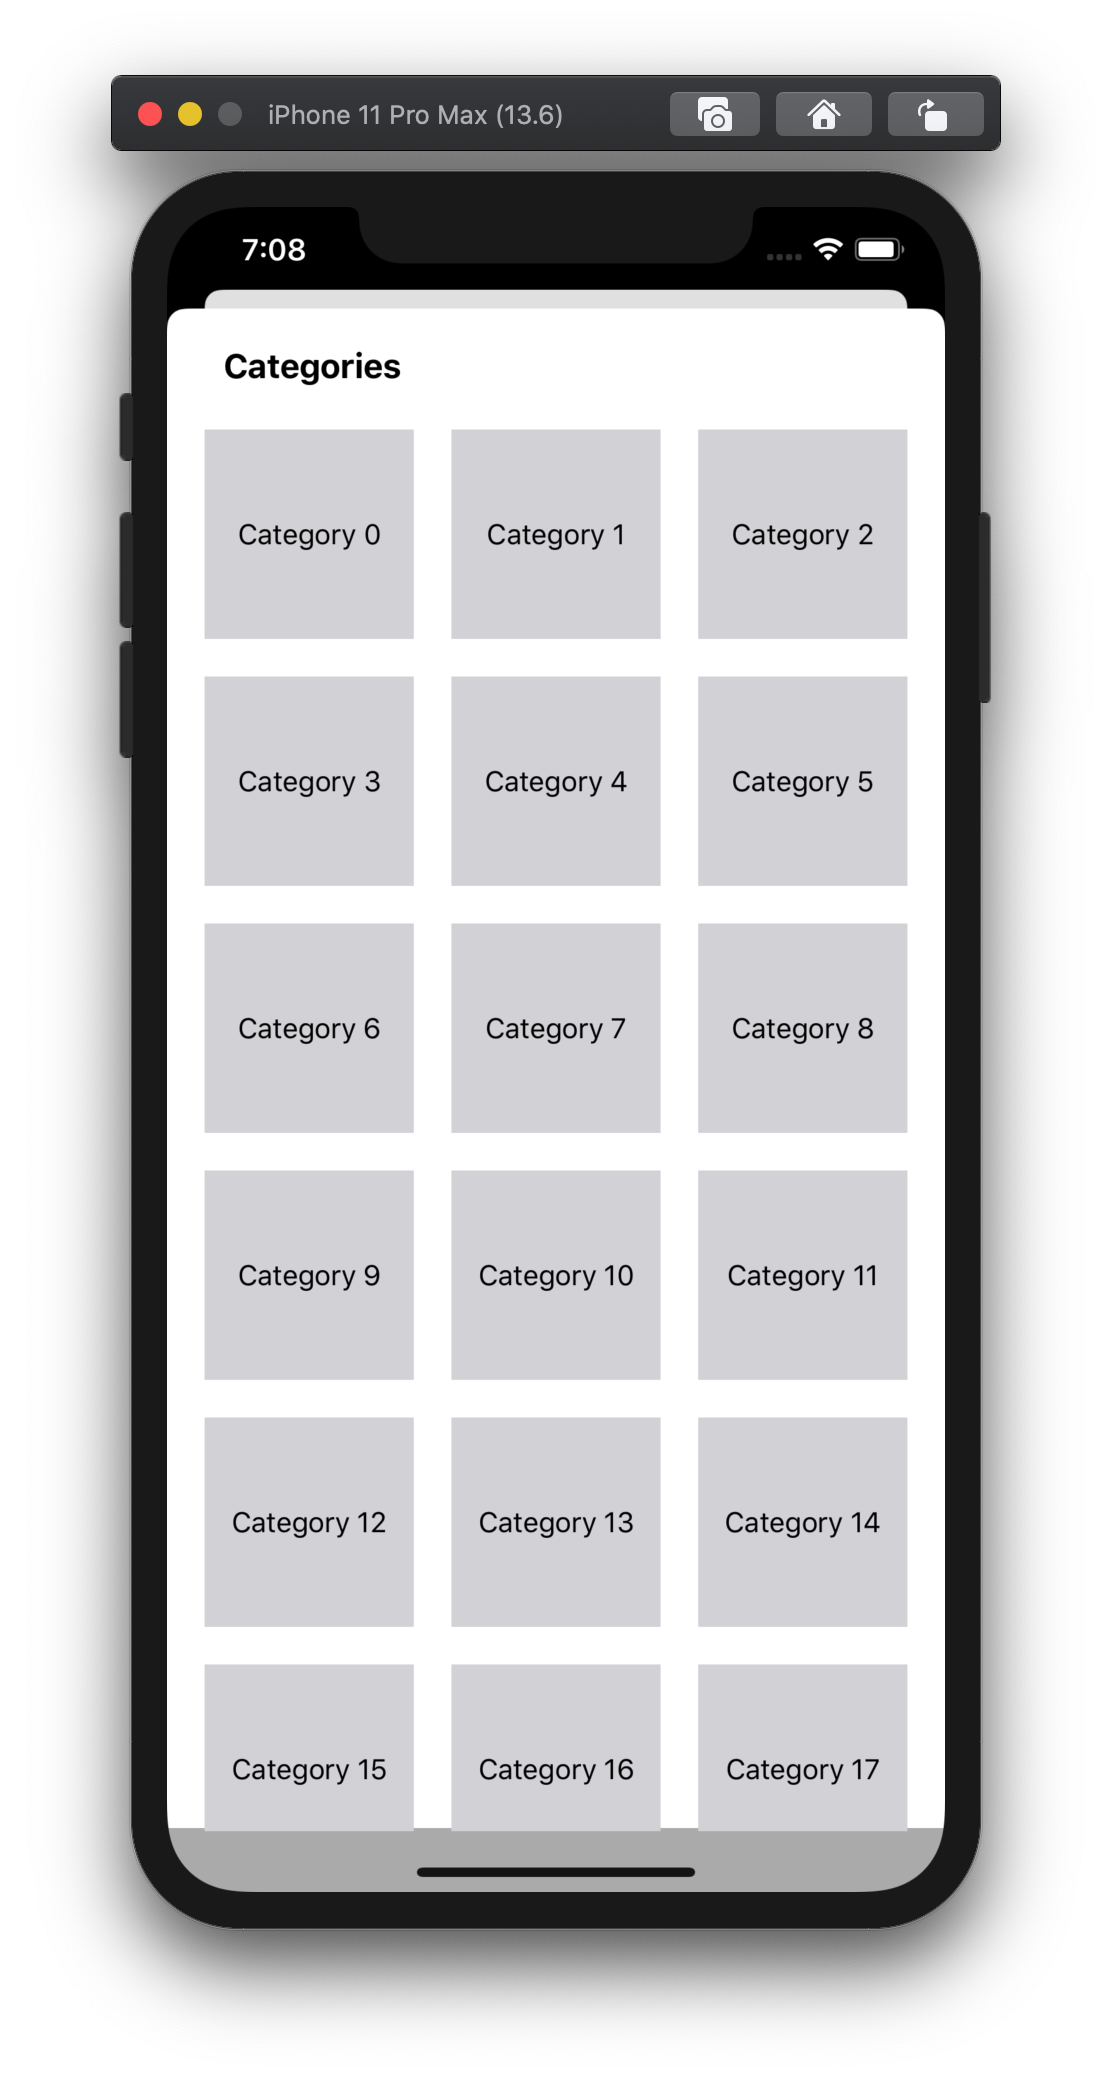 iPhone 11 Pro Max (13.6)
7:08
Categories
Category 0 Category 1 Category 2
Category 3 Category 4 Category 5
Category 6 Category 7 Category 8
Category 9 Category 10 Category 11
Category 12 Category 13 Category 14
Category 15 Category 16 Category 17